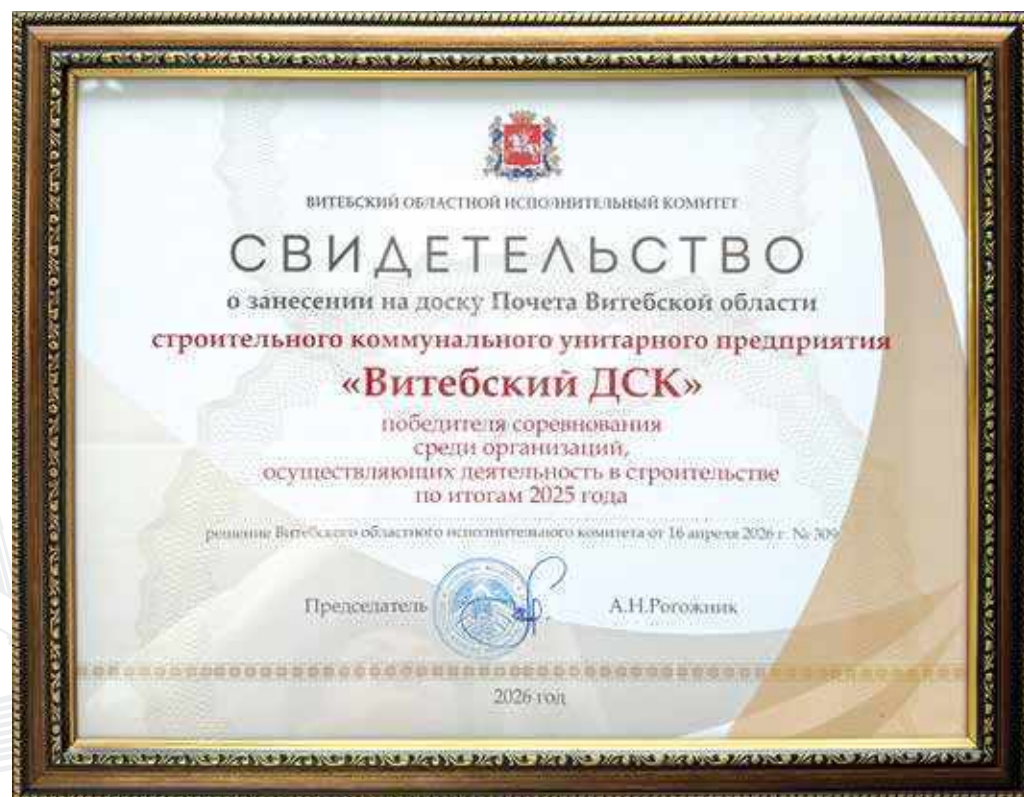 ВИТЕБСКИЙ ОБЛАСТНОЙ ИСПОЛНИТЕЛЬНЫЙ КОМИТЕТ
СВИДЕТЕЛЬСТВО
о занесении на доску Почета Витебской области
строительного коммунального унитарного предприятия
«Витебский ДСК»
победителя соревнования
среди организаций,
осуществляющих деятельность в строительстве
по итогам 2025 года
решение Витебского областного исполнительного комитета от 16 апреля 2026 г. № 309
Председатель А.Н.Рогожник
2026 год